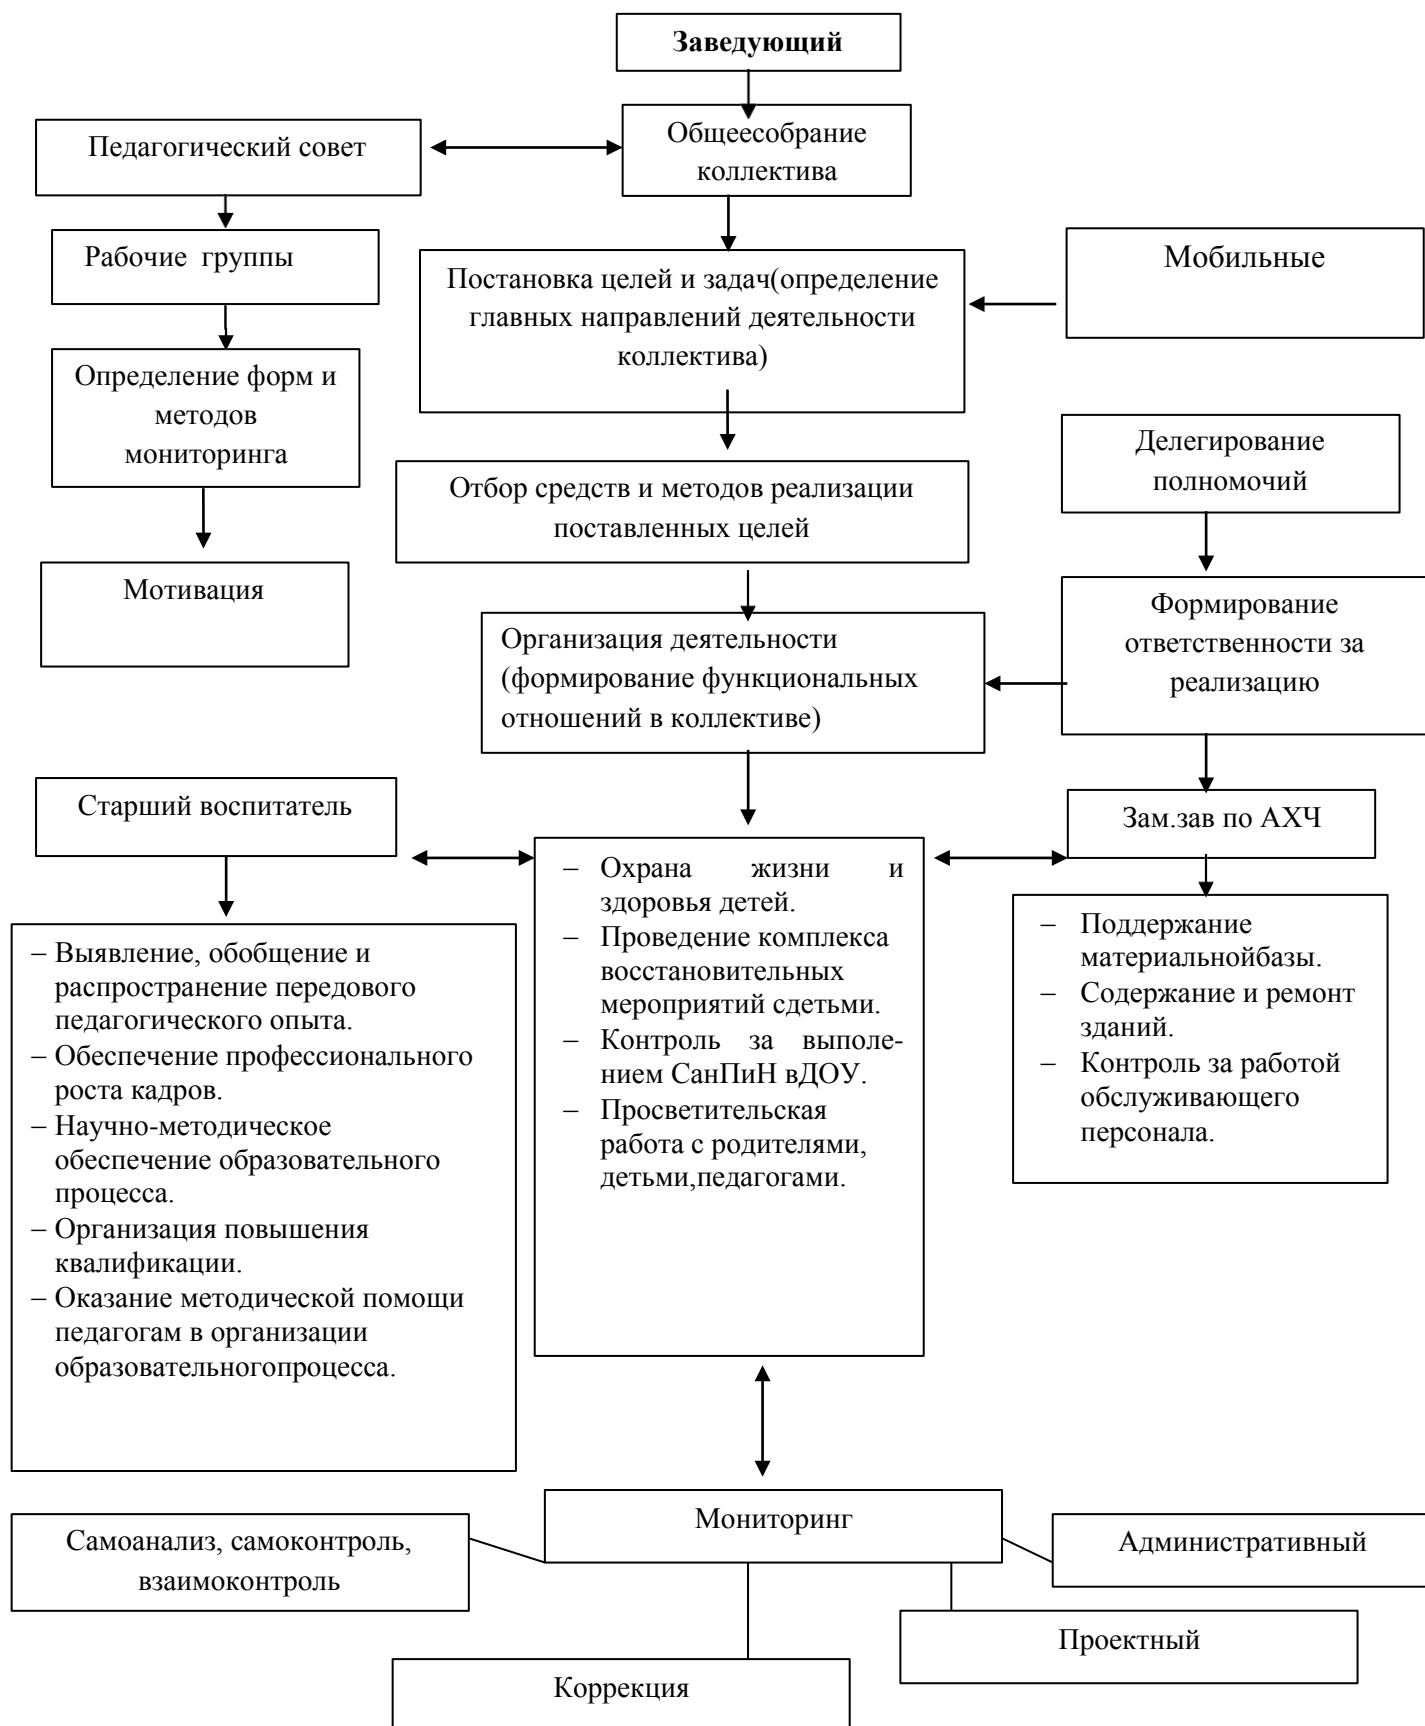 Заведующий
Общеесобрание
коллектива
Педагогический совет
Рабочие группы
Мобильные
Постановка целей и задач(определение
главных направлений деятельности
коллектива)
Определение форм и
методов
мониторинга
Делегирование
полномочий
Отбор средств и методов реализации
поставленных целей
Мотивация
Формирование
ответственности за
реализацию
Организация деятельности
(формирование функциональных
отношений в коллективе)
Старший воспитатель
Зам.зав по АХЧ
– Выявление, обобщение и
распространение передового
педагогического опыта.
– Обеспечение профессионального
роста кадров.
– Научно-методическое
обеспечение образовательного
процесса.
– Организация повышения
квалификации.
– Оказание методической помощи
педагогам в организации
образовательногопроцесса.
– Охрана жизни и
здоровья детей.
– Проведение комплекса
восстановительных
мероприятий сдетьми.
– Контроль за выполе-
нием СанПиН вДОУ.
– Просветительская
работа с родителями,
детьми,педагогами.
– Поддержание
материальнойбазы.
– Содержание и ремонт
зданий.
– Контроль за работой
обслуживающего
персонала.
Мониторинг
Самоанализ, самоконтроль,
взаимоконтроль
Административный
Проектный
Коррекция